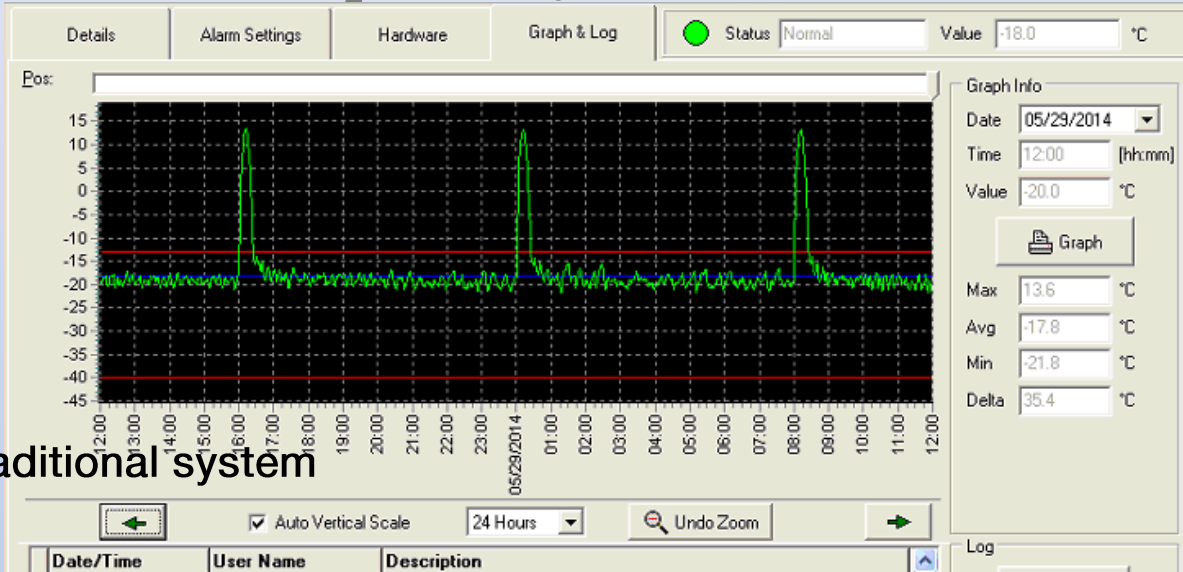 Details Alarm Settings Hardware Graph & Log Status Normal Value -18.0 °C
Pos:
Graph Info
Date 05/29/2014
Time 12:00 [hh:mm]
Value -20.0 °C
Graph
Max 13.6 °C
Avg -17.8 °C
Min -21.8 °C
Delta 35.4 °C
15
10
5
0
-5
-10
-15
-20
-25
-30
-35
-40
-45
12:00 13:00 14:00 15:00 16:00 17:00 18:00 19:00 20:00 21:00 22:00 23:00 05/29/2014 01:00 02:00 03:00 04:00 05:00 06:00 07:00 08:00 09:00 10:00 11:00 12:00
aditional system
Auto Vertical Scale 24 Hours Undo Zoom
Date/Time User Name Description
Log